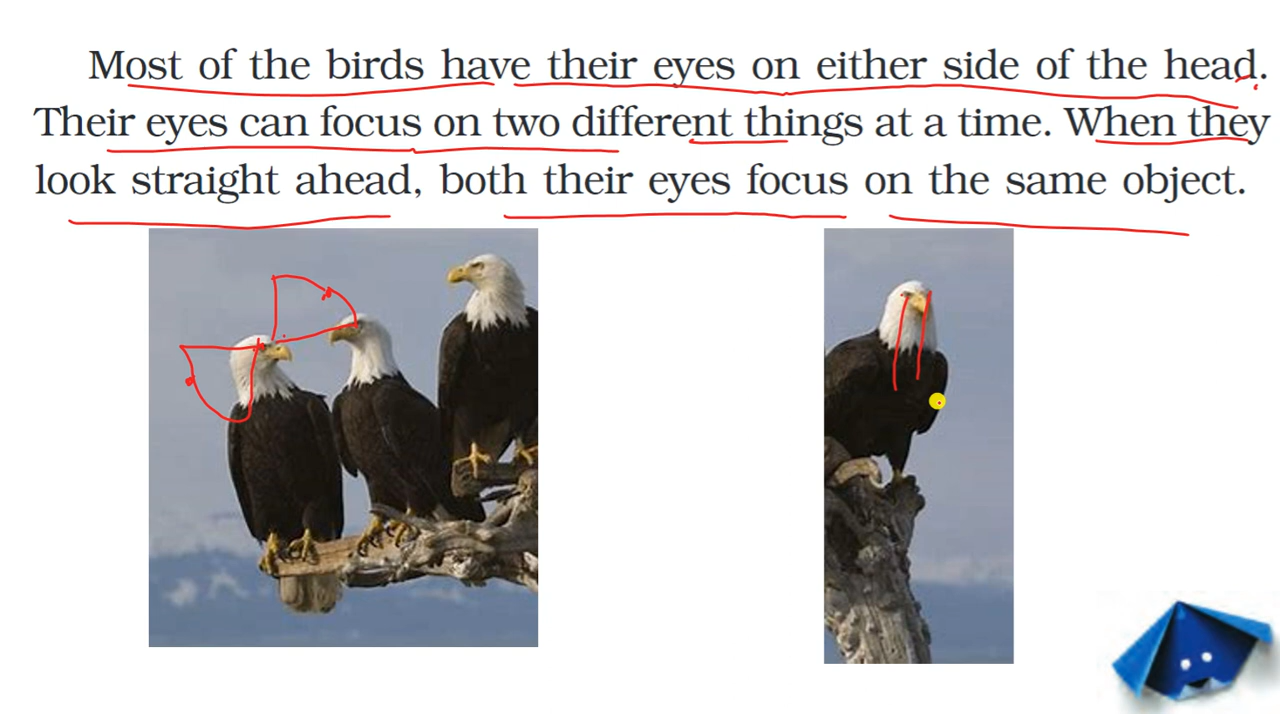 Most of the birds have their eyes on either side of the head.
Their eyes can focus on two different things at a time. When they
look straight ahead, both their eyes focus on the same object.